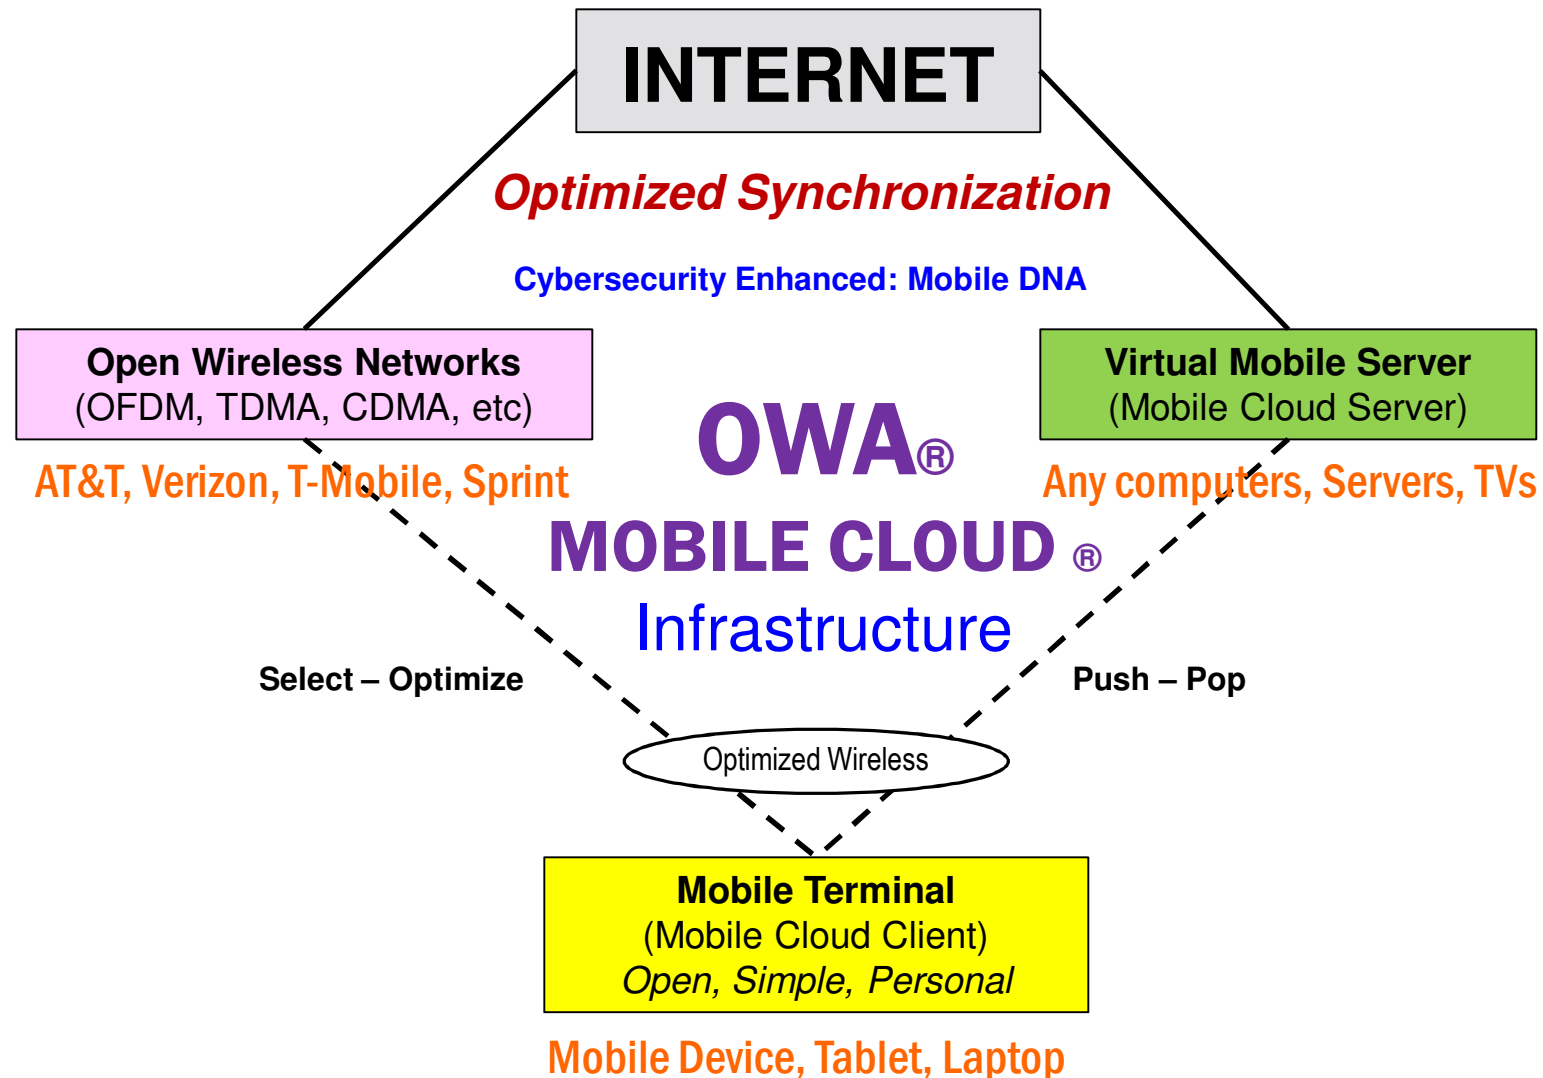 INTERNET
Optimized Synchronization
Cybersecurity Enhanced: Mobile DNA
Open Wireless Networks
(OFDM, TDMA, CDMA, etc)
AT&T, Verizon, T-Mobile, Sprint
Virtual Mobile Server
(Mobile Cloud Server)
Any computers, Servers, TVs
OWA®
MOBILE CLOUD ®
Infrastructure
Select – Optimize
Push – Pop
Optimized Wireless
Mobile Terminal
(Mobile Cloud Client)
Open, Simple, Personal
Mobile Device, Tablet, Laptop